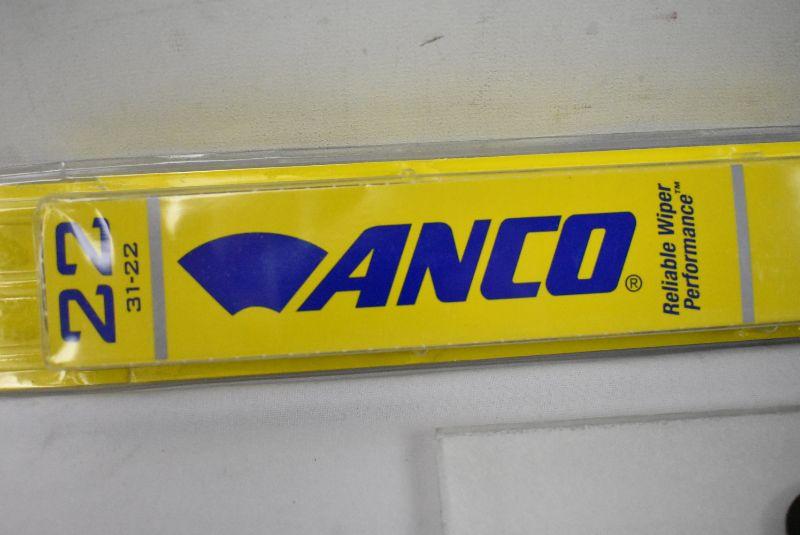 22
31-22
ANCO®
Reliable Wiper
Performance™